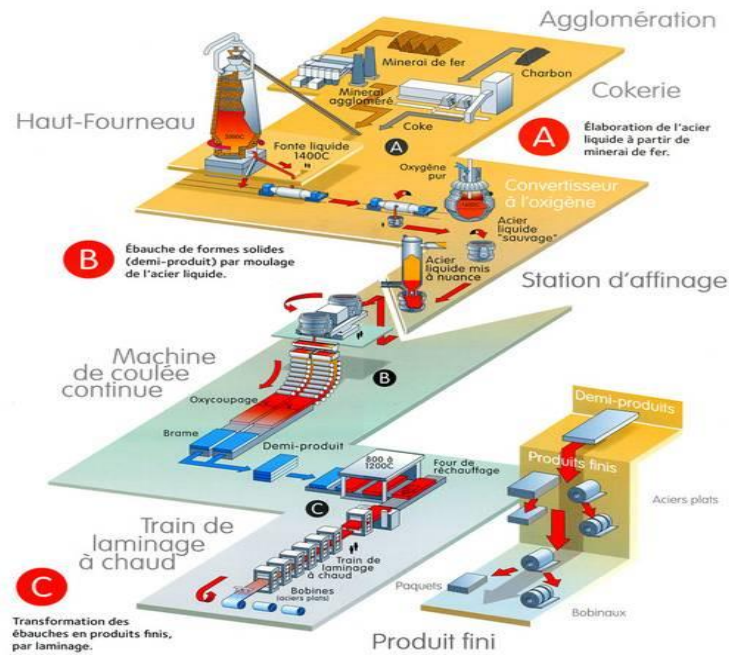 Agglomération
Minerai de fer
Charbon
Minerai
aggloméré
Cokerie
Coke
Haut-Fourneau
Fonte liquide
1400C
A
A
Élaboration de l'acier
liquide à partir de
minerai de fer.
Oxygène
pur
Convertisseur
à l'oxigène
Acier
liquide
"sauvage"
B
Ébauche de formes solides
(demi-produit) par moulage
de l'acier liquide.
Acier
liquide mis
à nuance
Station d'affinage
Machine
de coulée
continue
B
Oxycoupage
Brame
Demi-produit
800 à
1200C
Four de
réchauffage
C
Train de
laminage
à chaud
Train de
laminage
à chaud
Bobines
(aciers plats)
C
Transformation des
ébauches en produits finis,
par laminage.
Demi-produits
Produits finis
Aciers plats
Paquets
Bobinaux
Produit fini